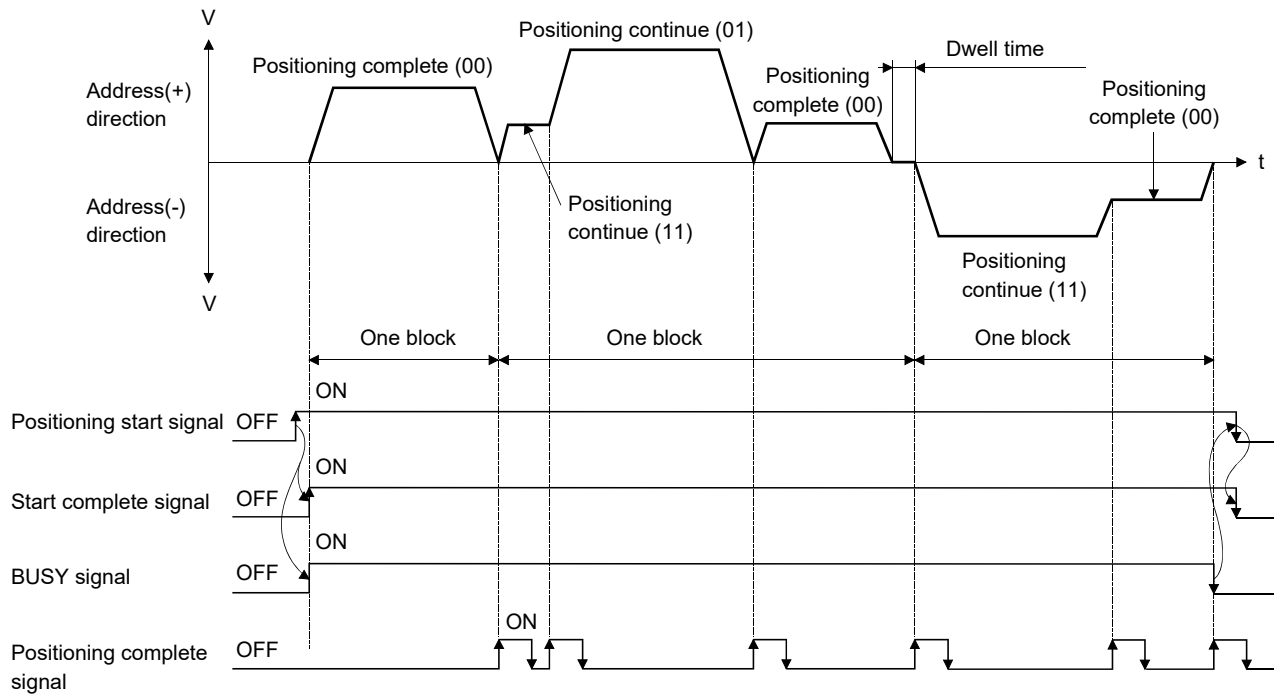 V
Positioning continue (01)
Dwell time
Positioning complete (00)
Positioning
complete (00)
Positioning
complete (00)
Address(+)
direction
t
Address(-)
direction
Positioning
continue (11)
Positioning
continue (11)
V
One block
One block
One block
ON
Positioning start signal
OFF
ON
Start complete signal
OFF
ON
BUSY signal
OFF
ON
Positioning complete
signal
OFF